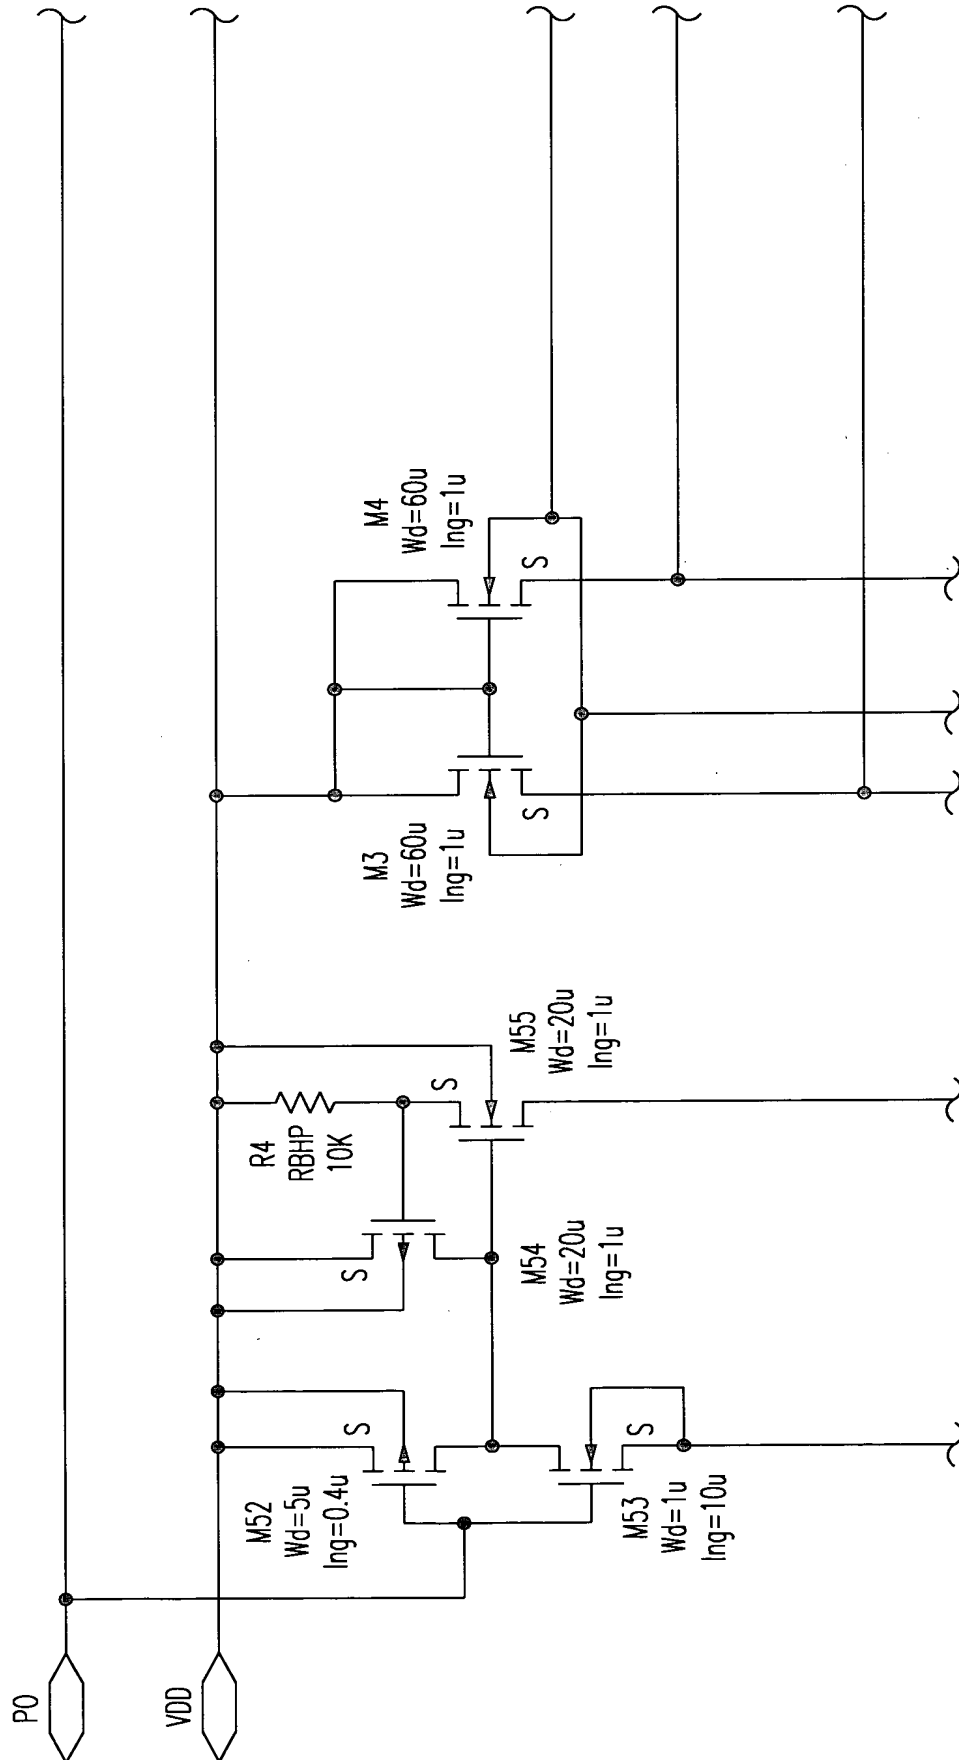 PO
VDD
M52
Wd=5u
lng=0.4u
S
M53
Wd=1u
lng=10u
S
S
M54
Wd=20u
lng=1u
R4
RBHP
10K
S
M55
Wd=20u
lng=1u
M3
Wd=60u
lng=1u
S
M4
Wd=60u
lng=1u
S